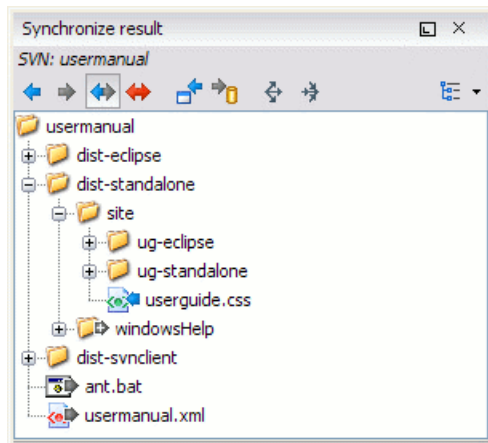 Synchronize result
SVN: usermanual
usermanual
dist-eclipse
dist-standalone
site
ug-eclipse
ug-standalone
userguide.css
windowsHelp
dist-svnclient
ant.bat
usermanual.xml